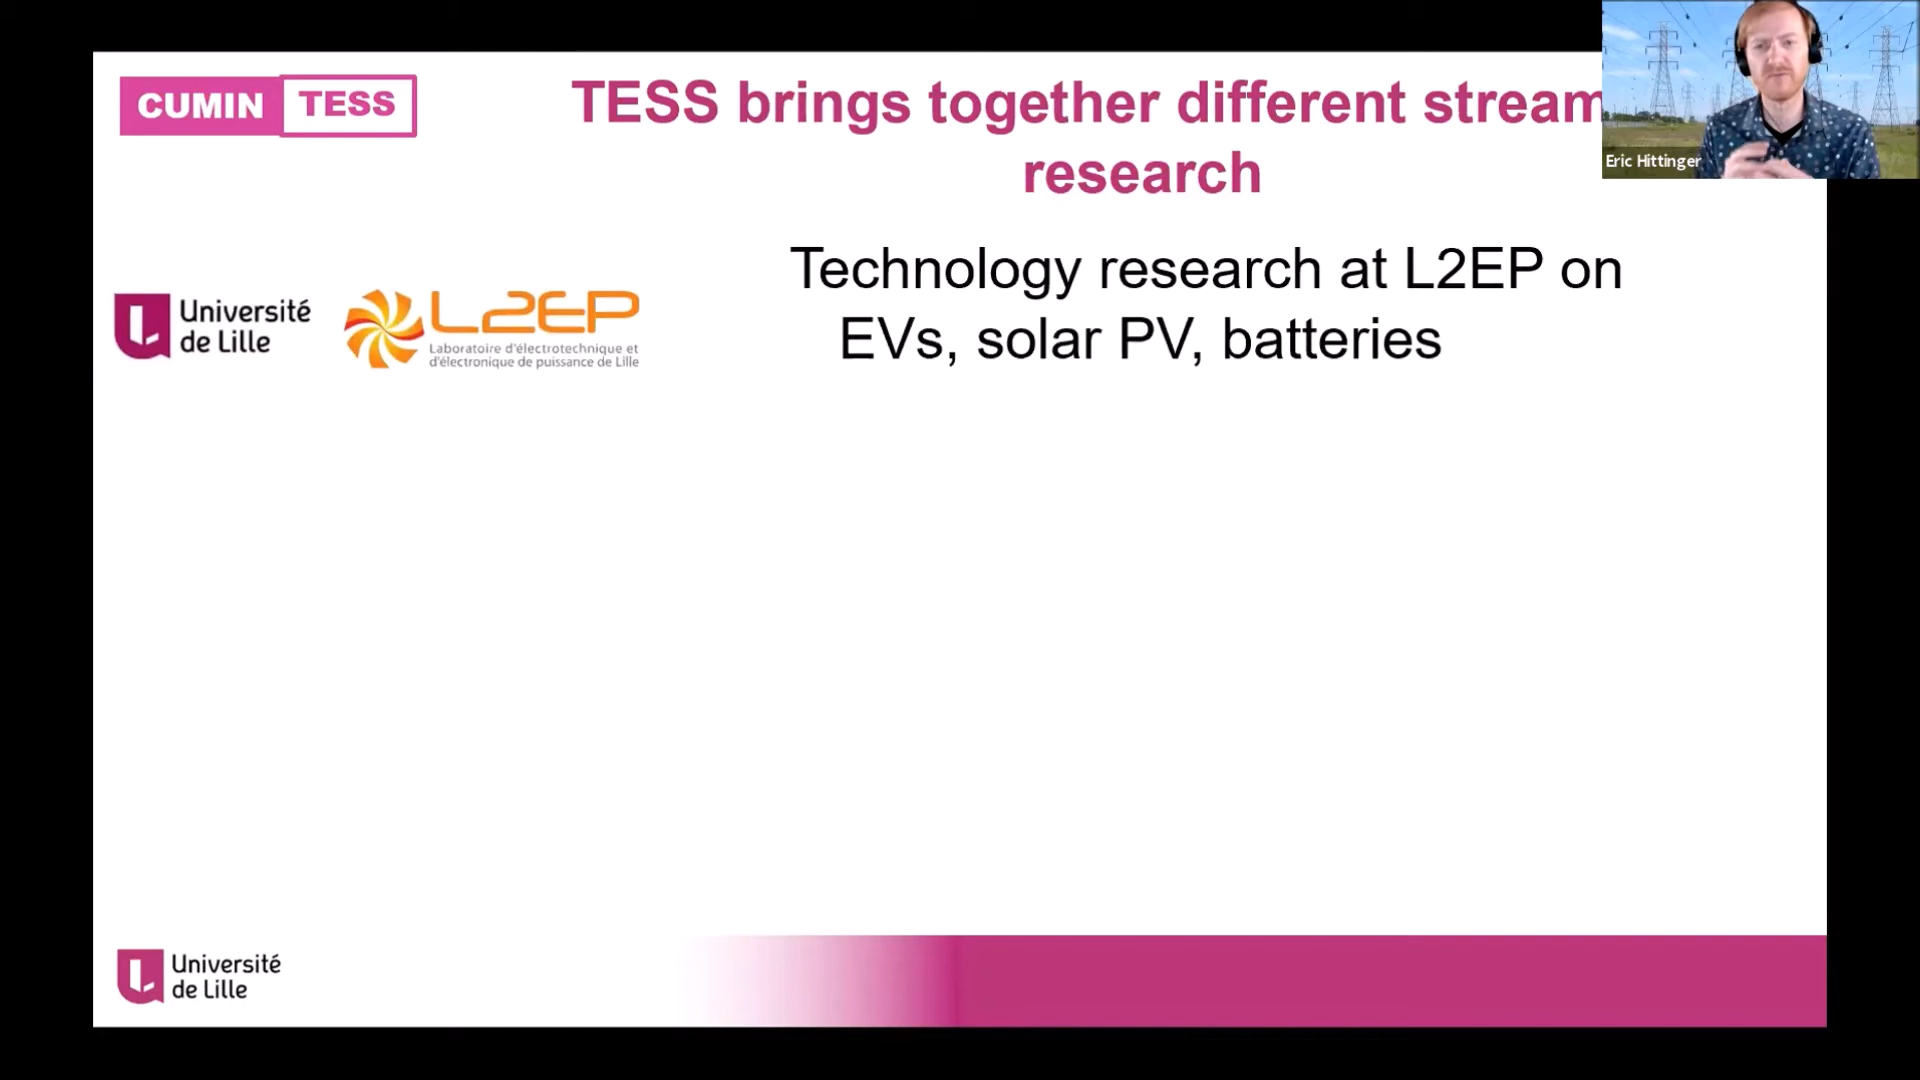 CUMIN TESS
TESS brings together different stream
research
Eric Hittinger
Technology research at L2EP on
EVs, solar PV, batteries
Université
de Lille
L2EP
Laboratoire d'électrotechnique et
d'électronique de puissance de Lille
Université
de Lille